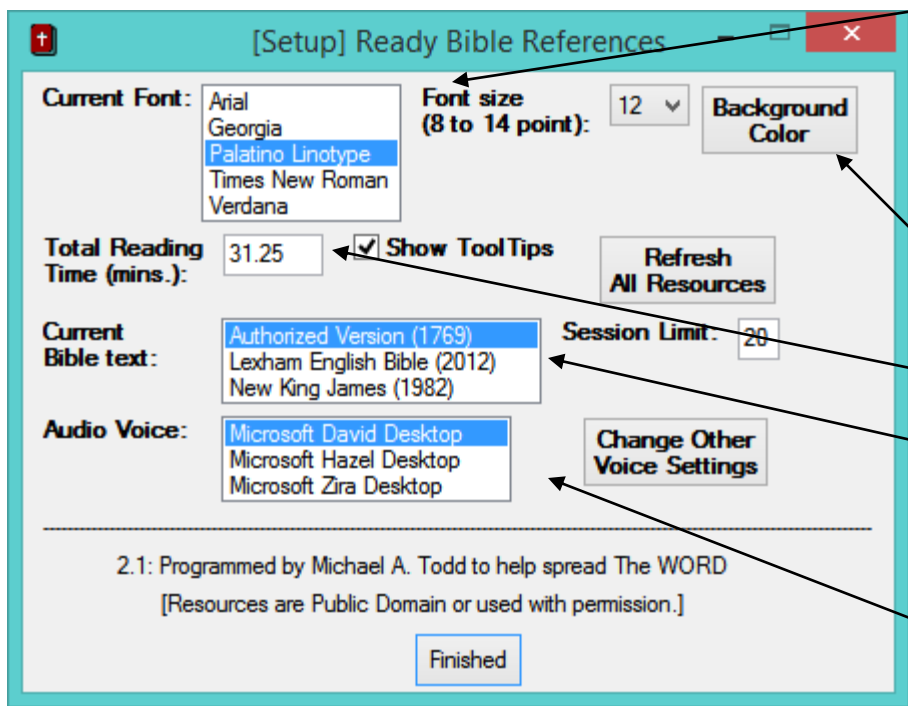 [Setup] Ready Bible References
Current Font:
Arial
Georgia
Palatino Linotype
Times New Roman
Verdana
Font size
(8 to 14 point):
12
Background
Color
Total Reading
Time (mins.):
31.25
Show ToolTips
Refresh
All Resources
Current
Bible text:
Authorized Version (1769)
Lexham English Bible (2012)
New King James (1982)
Session Limit:
20
Audio Voice:
Microsoft David Desktop
Microsoft Hazel Desktop
Microsoft Zira Desktop
Change Other
Voice Settings
2.1: Programmed by Michael A. Todd to help spread The WORD
[Resources are Public Domain or used with permission.]
Finished